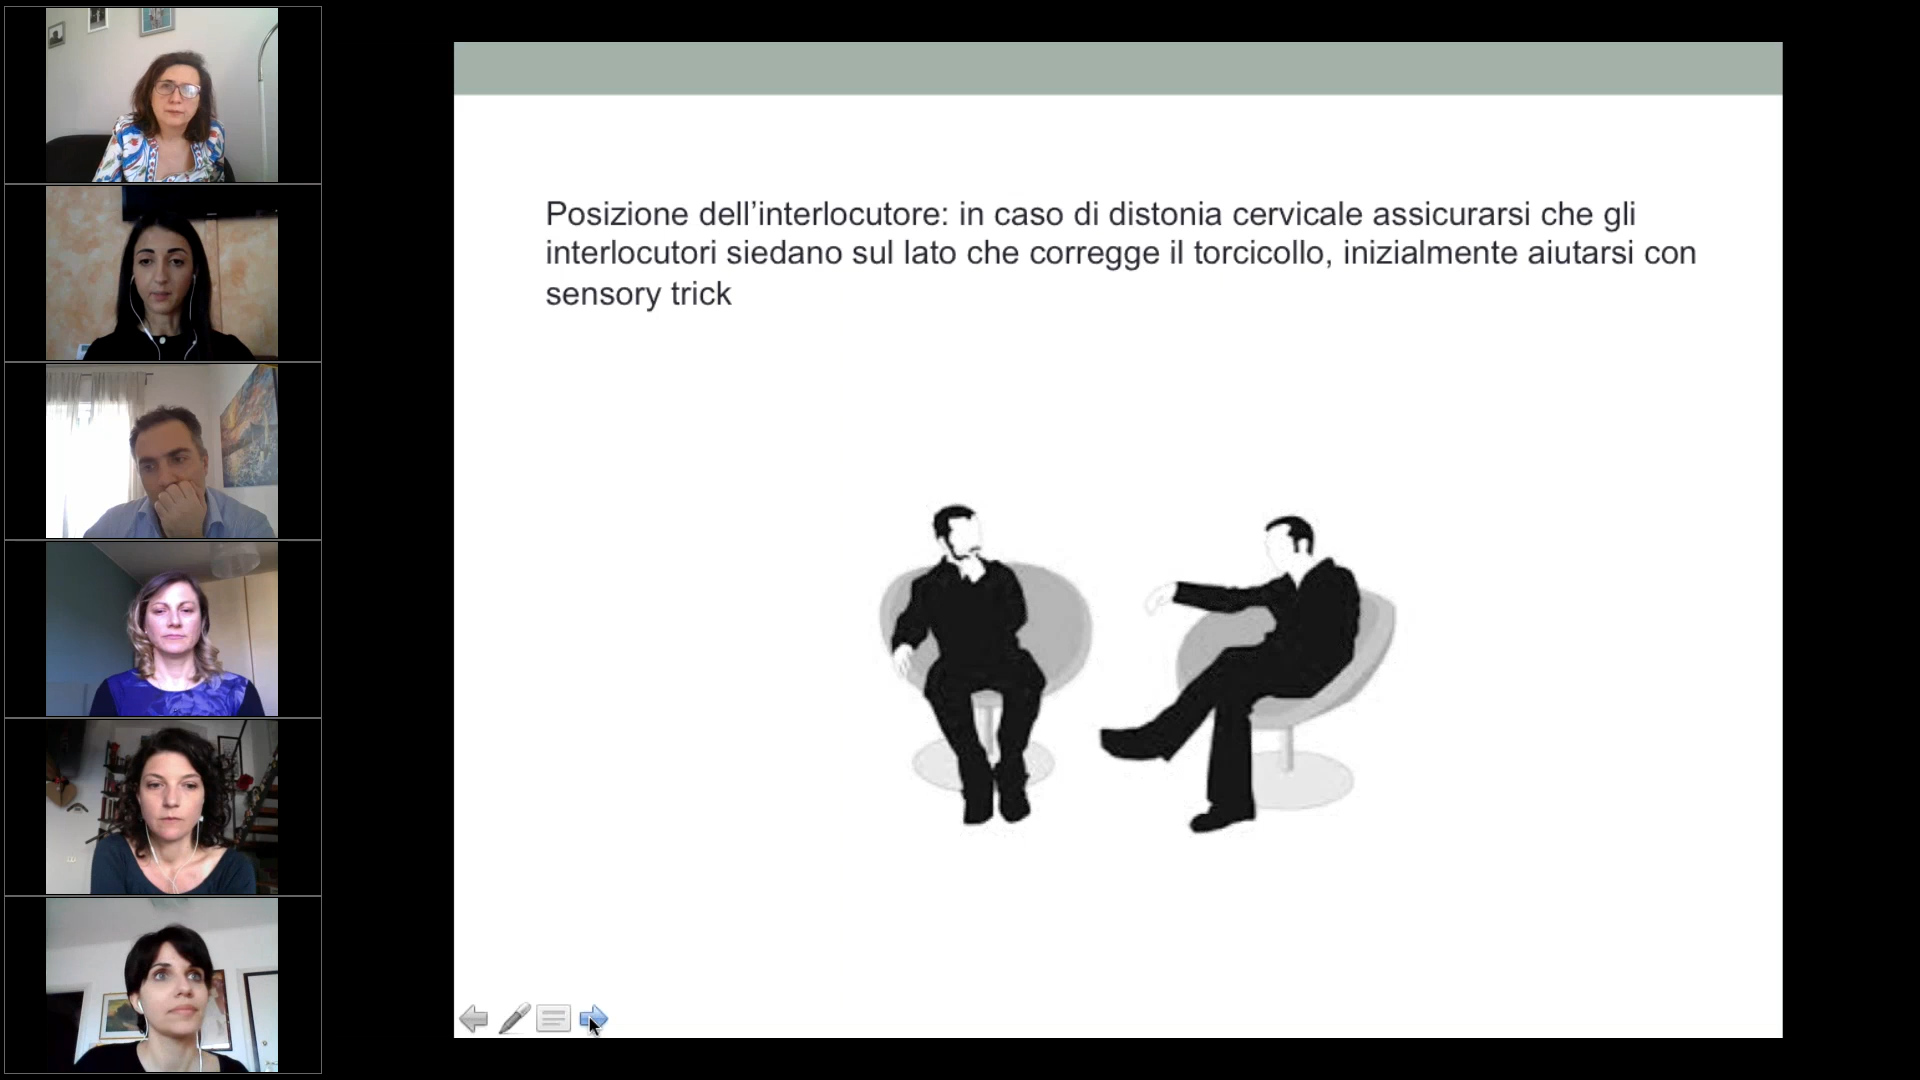 Posizione dell’interlocutore: in caso di distonia cervicale assicurarsi che gli
interlocutori siedano sul lato che corregge il torcicollo, inizialmente aiutarsi con
sensory trick